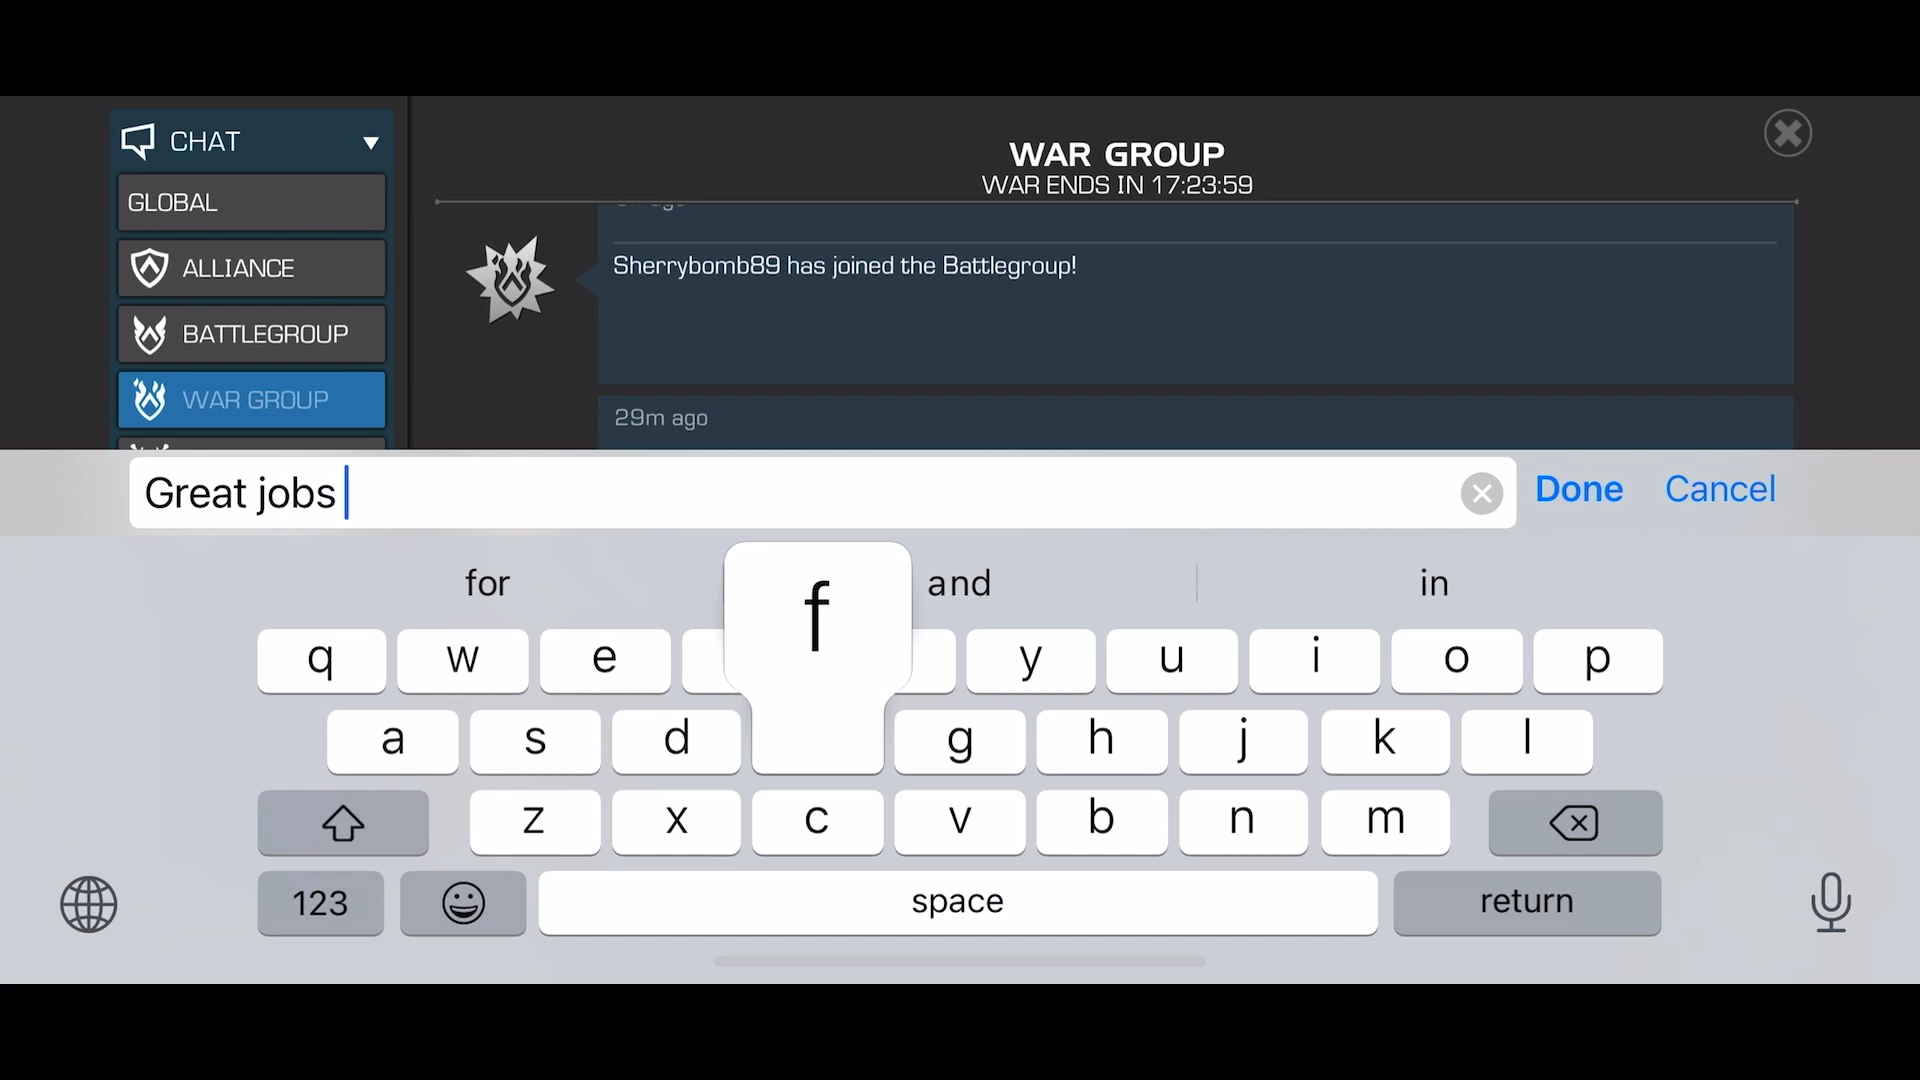 CHAT
GLOBAL
ALLIANCE
BATTLEGROUP
WAR GROUP
WAR GROUP
WAR ENDS IN 17:23:59
Sherrybomb89 has joined the Battlegroup!
29m ago
Great jobs
Done
Cancel
for
and
in
f
q w e y u i o p
a s d g h j k l
z x c v b n m
123
space
return